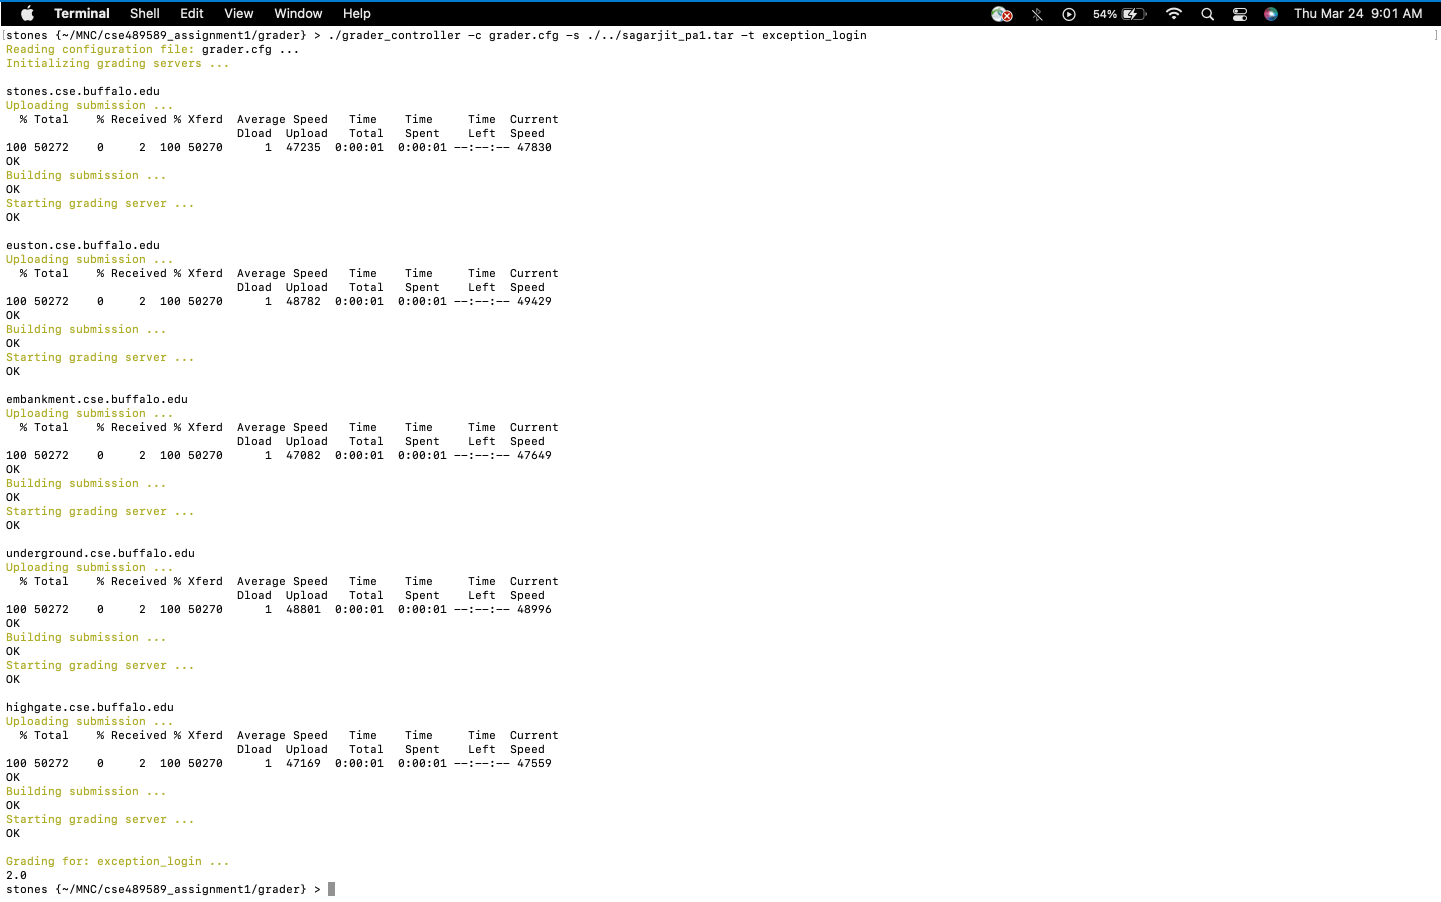 Terminal Shell Edit View Window Help 54% Thu Mar 24 9:01 AM
stones {~/MNC/cse489589_assignment1/grader} > ./grader_controller -c grader.cfg -s ./../sagarjit_pa1.tar -t exception_login
Reading configuration file: grader.cfg ...
Initializing grading servers ...
stones.cse.buffalo.edu
Uploading submission ...
% Total % Received % Xferd Average Speed Time Time Time Current
Dload Upload Total Spent Left Speed
100 50272 0 2 100 50270 1 47235 0:00:01 0:00:01 --:--:-- 47830
OK
Building submission ...
OK
Starting grading server ...
OK
euston.cse.buffalo.edu
Uploading submission ...
% Total % Received % Xferd Average Speed Time Time Time Current
Dload Upload Total Spent Left Speed
100 50272 0 2 100 50270 1 48782 0:00:01 0:00:01 --:--:-- 49429
OK
Building submission ...
OK
Starting grading server ...
OK
embankment.cse.buffalo.edu
Uploading submission ...
% Total % Received % Xferd Average Speed Time Time Time Current
Dload Upload Total Spent Left Speed
100 50272 0 2 100 50270 1 47082 0:00:01 0:00:01 --:--:-- 47649
OK
Building submission ...
OK
Starting grading server ...
OK
underground.cse.buffalo.edu
Uploading submission ...
% Total % Received % Xferd Average Speed Time Time Time Current
Dload Upload Total Spent Left Speed
100 50272 0 2 100 50270 1 48801 0:00:01 0:00:01 --:--:-- 48996
OK
Building submission ...
OK
Starting grading server ...
OK
highgate.cse.buffalo.edu
Uploading submission ...
% Total % Received % Xferd Average Speed Time Time Time Current
Dload Upload Total Spent Left Speed
100 50272 0 2 100 50270 1 47169 0:00:01 0:00:01 --:--:-- 47559
OK
Building submission ...
OK
Starting grading server ...
OK
Grading for: exception_login ...
2.0
stones {~/MNC/cse489589_assignment1/grader} >